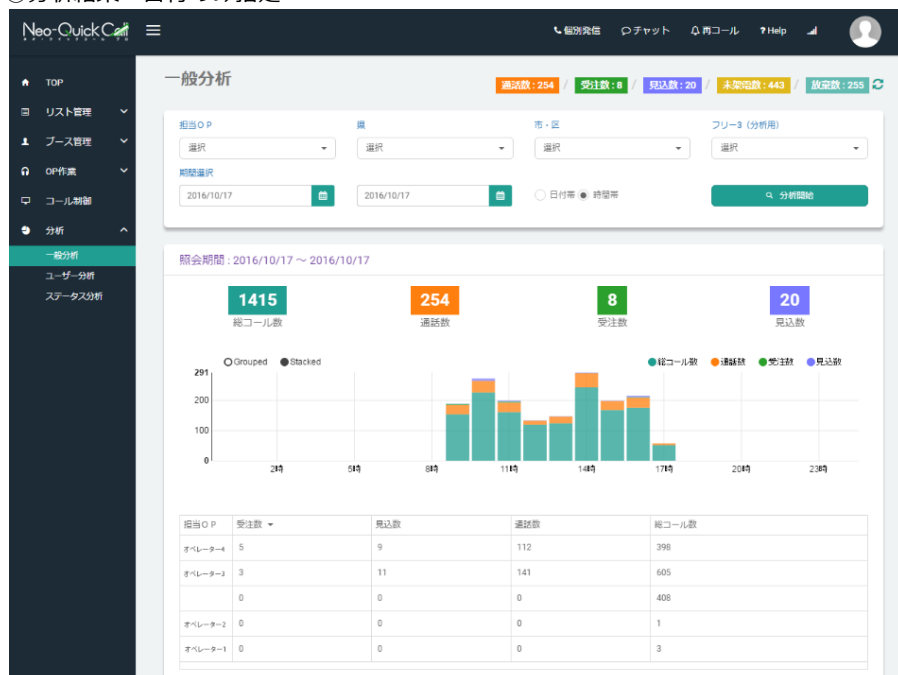 Neo-QuickCall
個別発信 チャット 再コール ?Help
TOP
リスト管理
ブース管理
OP作業
コール制御
分析
一般分析
ユーザー分析
ステータス分析
一般分析
通話数 : 254 / 受注数 : 8 / 見込数 : 20 / 未架電数 : 443 / 放棄数 : 255
担当OP 県 市・区 フリー3（分析用）
選択 選択 選択 選択
期間選択
2016/10/17 2016/10/17 日付帯 時間帯 分析開始
照会期間 : 2016/10/17 ～ 2016/10/17
1415 254 8 20
総コール数 通話数 受注数 見込数
Grouped Stacked 総コール数 通話数 受注数 見込数
291
200
100
0
2時 5時 8時 11時 14時 17時 20時 23時
担当OP 受注数 見込数 通話数 総コール数
オペレーター4 5 9 112 398
オペレーター3 3 11 141 605
0 0 0 408
オペレーター2 0 0 0 1
オペレーター1 0 0 0 3